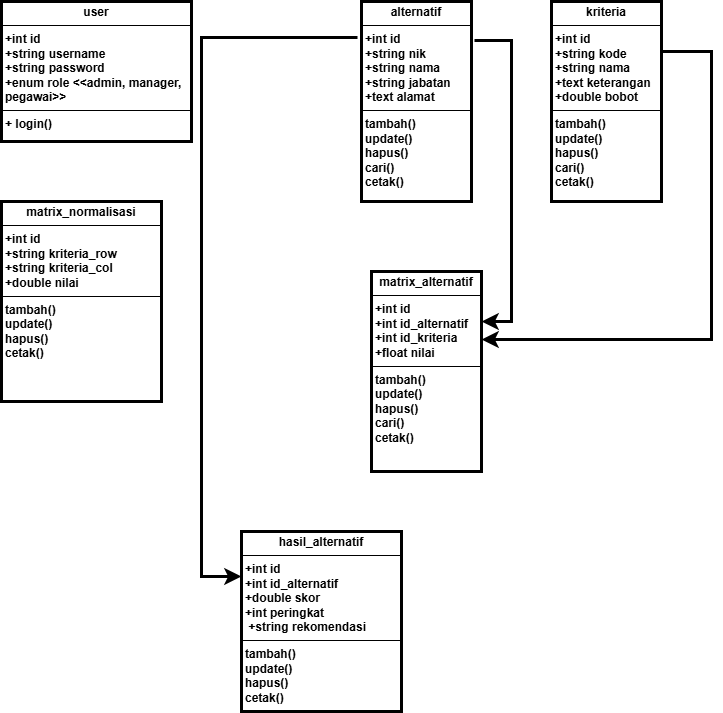 user
+int id
+string username
+string password
+enum role <<admin, manager,
pegawai>>
+ login()
alternatif
+int id
+string nik
+string nama
+string jabatan
+text alamat
tambah()
update()
hapus()
cari()
cetak()
kriteria
+int id
+string kode
+string nama
+text keterangan
+double bobot
tambah()
update()
hapus()
cari()
cetak()
matrix_normalisasi
+int id
+string kriteria_row
+string kriteria_col
+double nilai
tambah()
update()
hapus()
cetak()
matrix_alternatif
+int id
+int id_alternatif
+int id_kriteria
+float nilai
tambah()
update()
hapus()
cari()
cetak()
hasil_alternatif
+int id
+int id_alternatif
+double skor
+int peringkat
+string rekomendasi
tambah()
update()
hapus()
cetak()